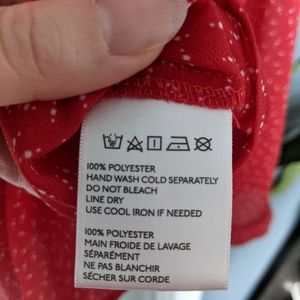 100% POLYESTER
HAND WASH COLD SEPARATELY
DO NOT BLEACH
LINE DRY
USE COOL IRON IF NEEDED
100% POLYESTER
MAIN FROIDE DE LAVAGE
SÉPARÉMENT
NE PAS BLANCHIR
SÉCHER SUR CORDE